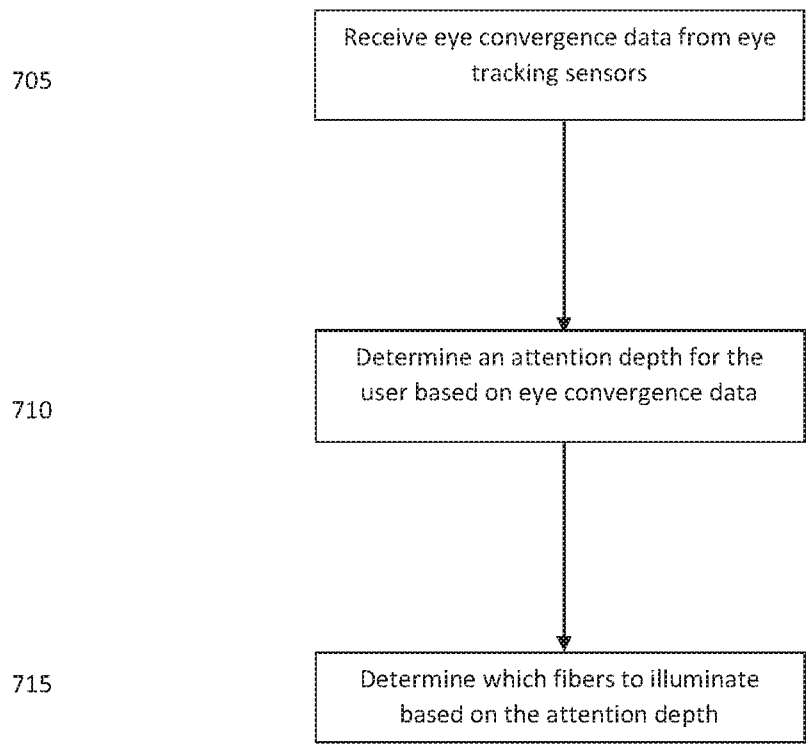 705
Receive eye convergence data from eye
tracking sensors
710
Determine an attention depth for the
user based on eye convergence data
715
Determine which fibers to illuminate
based on the attention depth